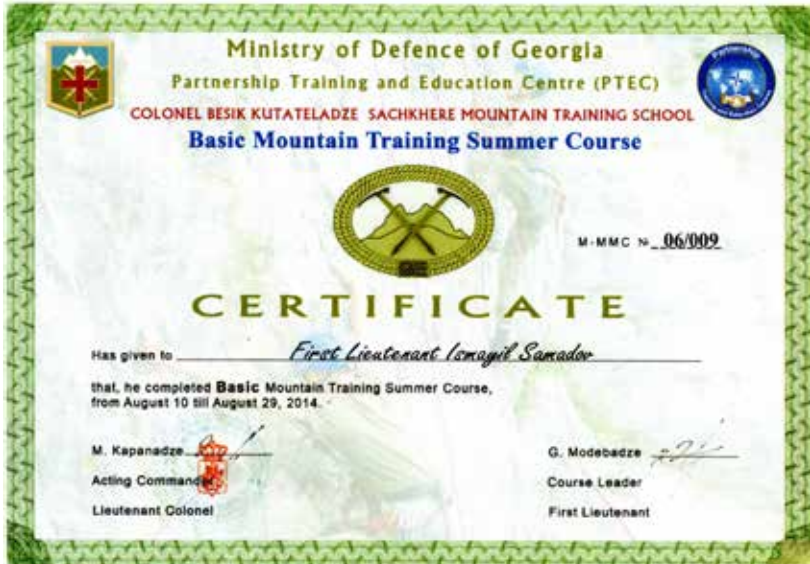 Ministry of Defence of Georgia
Partnership Training and Education Centre (PTEC)
COLONEL BESIK KUTATELADZE SACHKHERE MOUNTAIN TRAINING SCHOOL
Basic Mountain Training Summer Course
Partnership
M-MMC № 06/009
CERTIFICATE
Has given to First Lieutenant Ismayil Samadov
that, he completed Basic Mountain Training Summer Course,
from August 10 till August 29, 2014.
M. Kapanadze
G. Modebadze
Acting Commander
Course Leader
Lieutenant Colonel
First Lieutenant